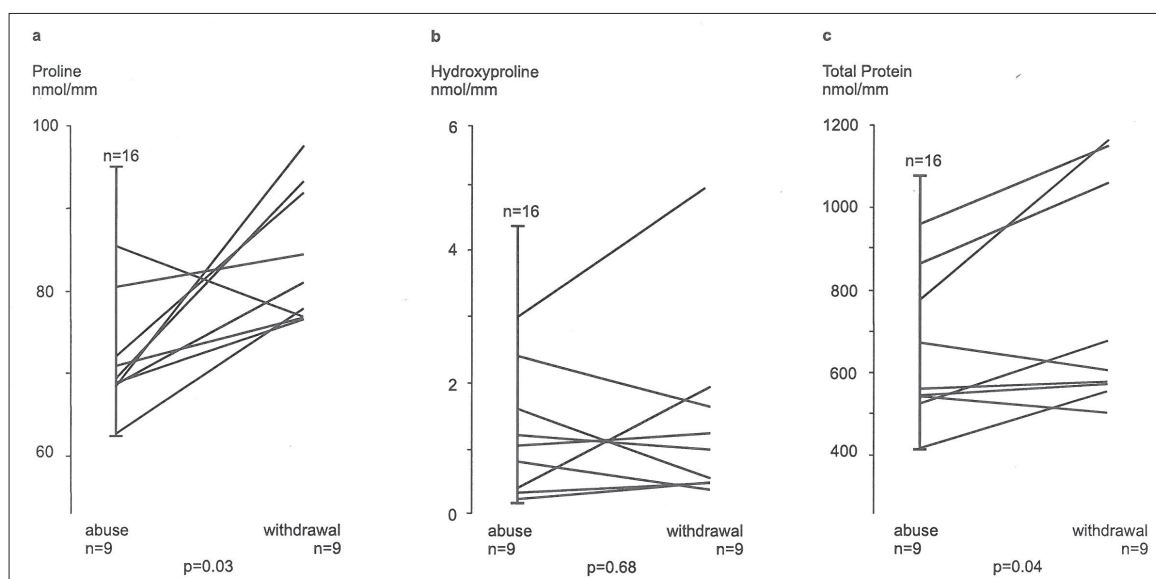 a
Proline
nmol/mm
100
80
60
n=16
abuse
n=9
withdrawal
n=9
p=0.03
b
Hydroxyproline
nmol/mm
6
4
2
0
n=16
abuse
n=9
withdrawal
n=9
p=0.68
c
Total Protein
nmol/mm
1200
1000
800
600
400
n=16
abuse
n=9
withdrawal
n=9
p=0.04